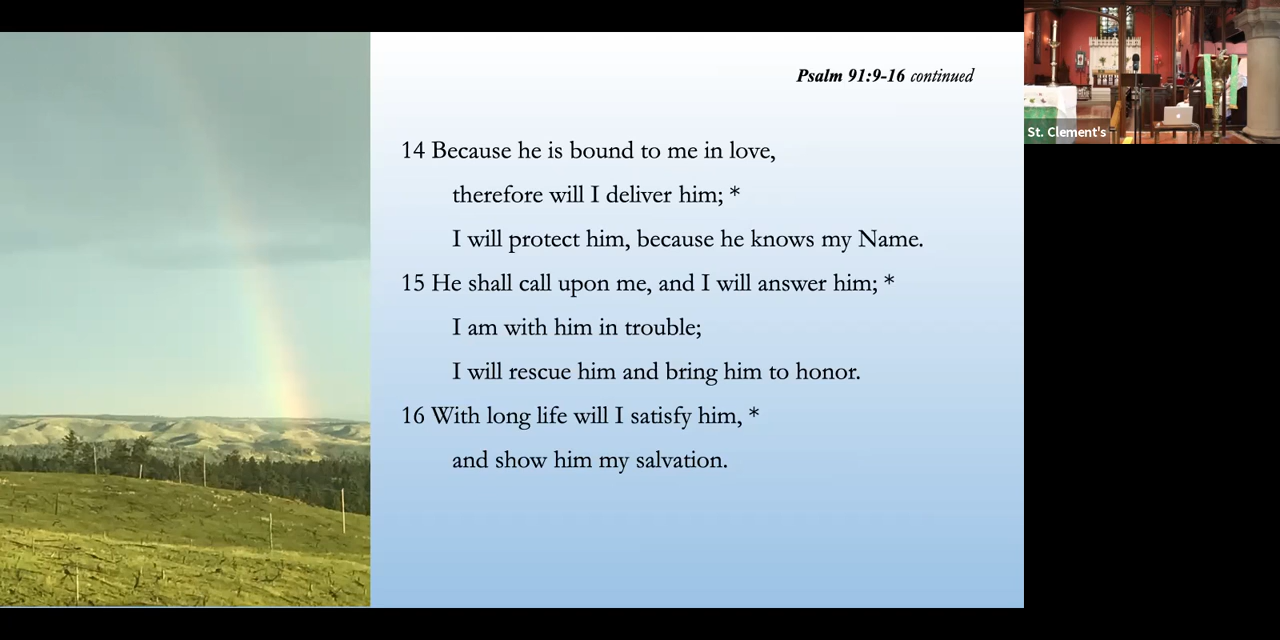 Psalm 91:9-16 continued
14 Because he is bound to me in love,
therefore will I deliver him; *
I will protect him, because he knows my Name.
15 He shall call upon me, and I will answer him; *
I am with him in trouble;
I will rescue him and bring him to honor.
16 With long life will I satisfy him, *
and show him my salvation.
St. Clement's